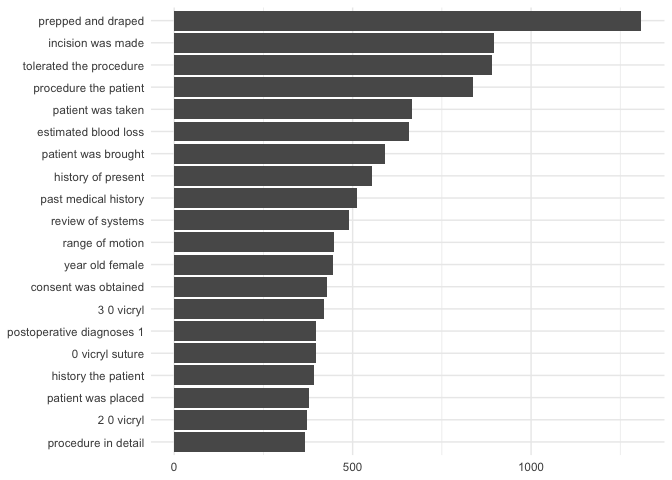 prepped and draped
incision was made
tolerated the procedure
procedure the patient
patient was taken
estimated blood loss
patient was brought
history of present
past medical history
review of systems
range of motion
year old female
consent was obtained
3 0 vicryl
postoperative diagnoses 1
0 vicryl suture
history the patient
patient was placed
2 0 vicryl
procedure in detail
0 500 1000